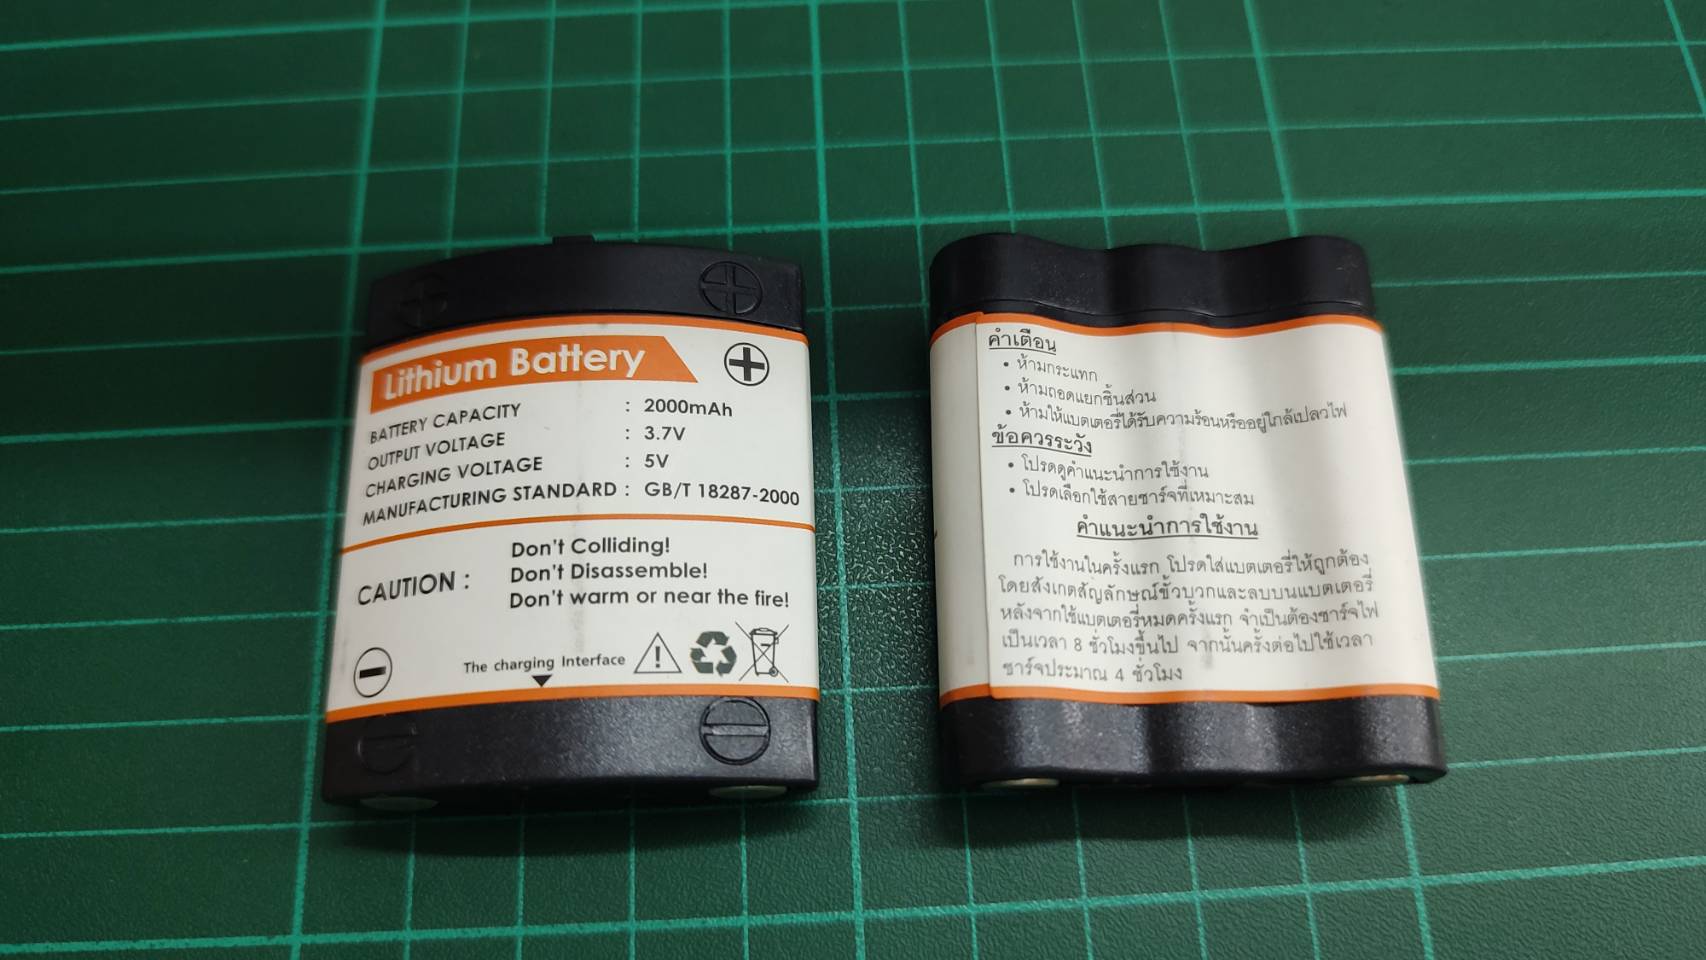 Lithium Battery
BATTERY CAPACITY : 2000mAh
OUTPUT VOLTAGE : 3.7V
CHARGING VOLTAGE : 5V
MANUFACTURING STANDARD : GB/T 18287-2000
CAUTION :
Don't Colliding!
Don't Disassemble!
Don't warm or near the fire!
The charging Interface
คำเตือน
• ห้ามกระแทก
• ห้ามถอดแยกชิ้นส่วน
• ห้ามให้แบตเตอรี่ได้รับความร้อนหรืออยู่ใกล้เปลวไฟ
ข้อควรระวัง
• โปรดดูคำแนะนำการใช้งาน
• โปรดเลือกใช้สายชาร์จที่เหมาะสม
คำแนะนำการใช้งาน
การใช้งานในครั้งแรก โปรดใส่แบตเตอรี่ให้ถูกต้อง
โดยสังเกตสัญลักษณ์ขั้วบวกและลบบนแบตเตอรี่
หลังจากใช้แบตเตอรี่หมดครั้งแรก จำเป็นต้องชาร์จไฟ
เป็นเวลา 8 ชั่วโมงขึ้นไป จากนั้นครั้งต่อไปใช้เวลา
ชาร์จประมาณ 4 ชั่วโมง